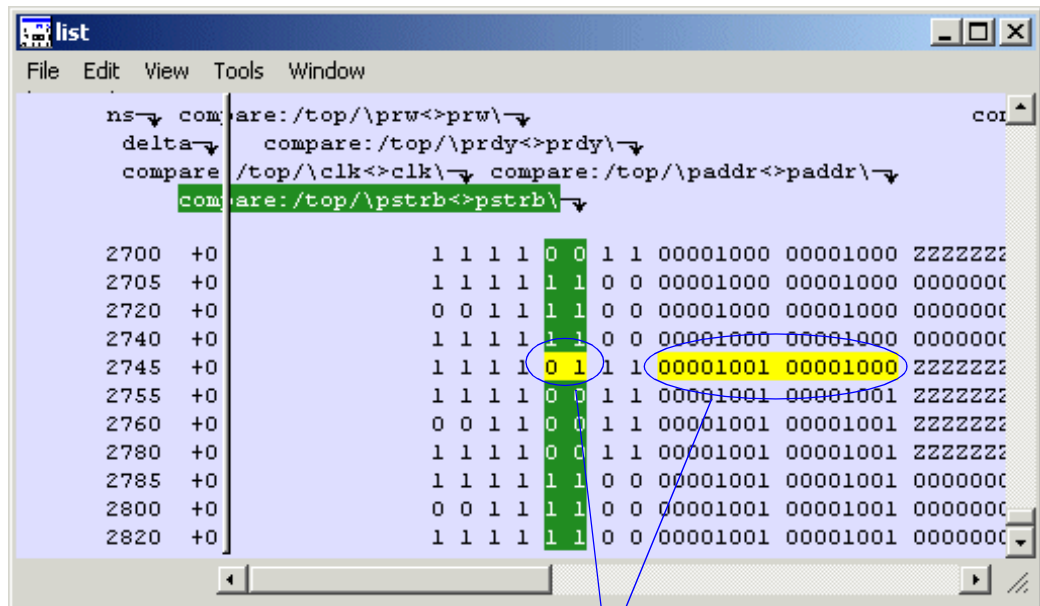 list
File Edit View Tools Window
ns compare:/top/\prw<>prw\ com
delta compare:/top/\prdy<>prdy\
compare:/top/\clk<>clk\ compare:/top/\paddr<>paddr\
compare:/top/\pstrb<>pstrb\
2700 +0 1 1 1 1 0 0 1 1 00001000 00001000 ZZZZZZZ
2705 +0 1 1 1 1 1 1 0 0 00001000 00001000 0000000
2720 +0 0 0 1 1 1 1 0 0 00001000 00001000 0000000
2740 +0 1 1 1 1 1 1 0 0 00001000 00001000 0000000
2745 +0 1 1 1 1 0 1 1 1 00001001 00001000 ZZZZZZZ
2755 +0 1 1 1 1 0 0 1 1 00001001 00001001 ZZZZZZZ
2760 +0 0 0 1 1 0 0 1 1 00001001 00001001 ZZZZZZZ
2780 +0 1 1 1 1 0 0 1 1 00001001 00001001 ZZZZZZZ
2785 +0 1 1 1 1 1 1 0 0 00001001 00001001 0000000
2800 +0 0 0 1 1 1 1 0 0 00001001 00001001 0000000
2820 +0 1 1 1 1 1 1 0 0 00001001 00001001 0000000